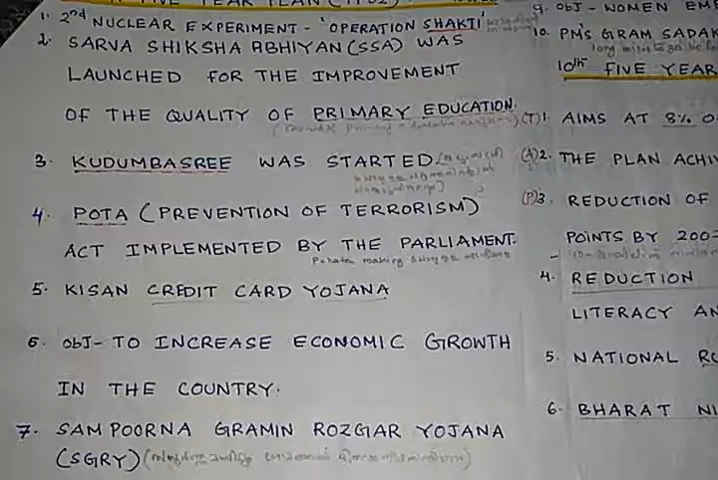 1. 2nd NUCLEAR EXPERIMENT - 'OPERATION SHAKTI'
2. SARVA SHIKSHA ABHIYAN (SSA) WAS
LAUNCHED FOR THE IMPROVEMENT
OF THE QUALITY OF PRIMARY EDUCATION.
3. KUDUMBASREE WAS STARTED.
4. POTA (PREVENTION OF TERRORISM)
ACT IMPLEMENTED BY THE PARLIAMENT.
5. KISAN CREDIT CARD YOJANA
6. OBJ- TO INCREASE ECONOMIC GROWTH
IN THE COUNTRY.
7. SAMPOORNA GRAMIN ROZGAR YOJANA
(SGRY)
9. OBJ - WOMEN EME
10. PM'S GRAM SADAK
10th FIVE YEAR
(T) 1. AIMS AT 8% O
(A) 2. THE PLAN ACHIV
(P) 3. REDUCTION OF
POINTS BY 200
4. REDUCTION
LITERACY AN
5. NATIONAL
6. BHARAT NI